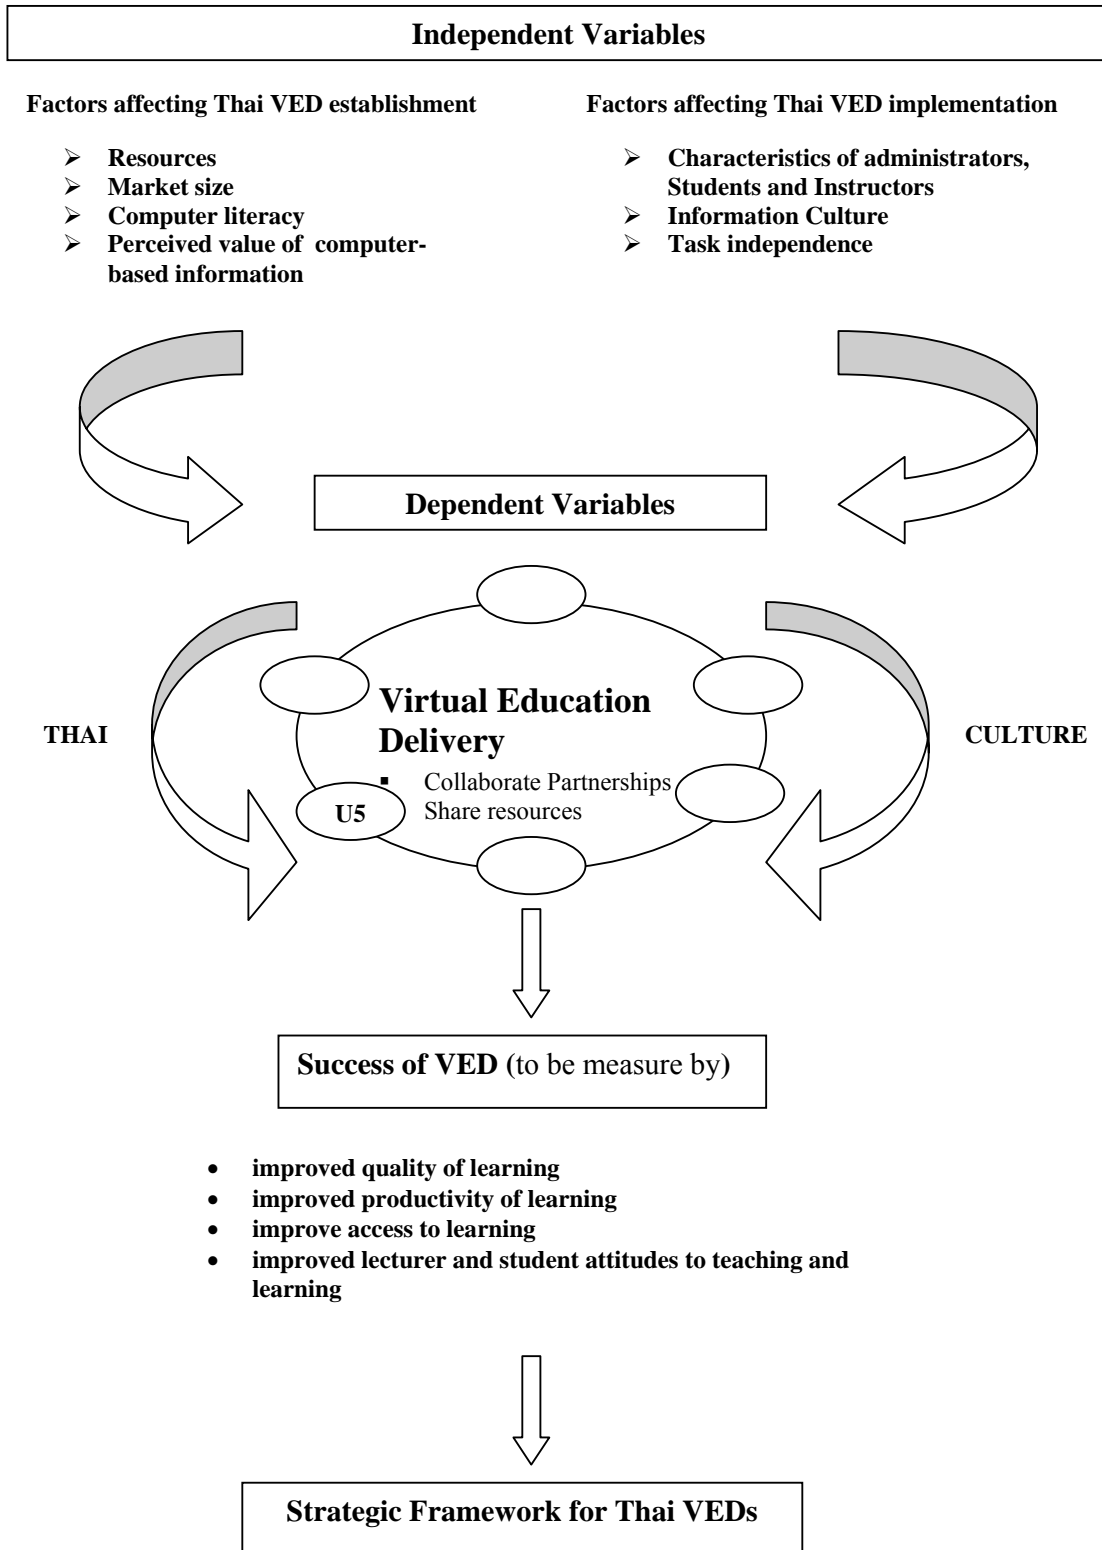 Independent Variables
Factors affecting Thai VED establishment
➢ Resources
➢ Market size
➢ Computer literacy
➢ Perceived value of computer-
based information
Factors affecting Thai VED implementation
➢ Characteristics of administrators,
Students and Instructors
➢ Information Culture
➢ Task independence
Dependent Variables
THAI
Virtual Education
Delivery
▪ Collaborate Partnerships
Share resources
U5
CULTURE
Success of VED (to be measure by)
• improved quality of learning
• improved productivity of learning
• improve access to learning
• improved lecturer and student attitudes to teaching and
learning
Strategic Framework for Thai VEDs